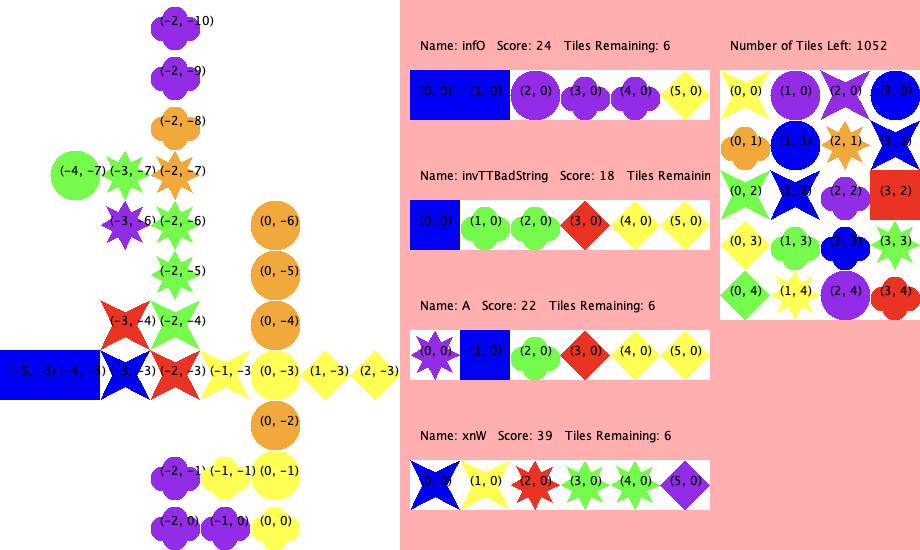 (-2, -10)
(-2, -9)
(-2, -8)
(-4, -7) (-3, -7) (-2, -7)
(-3, -6) (-2, -6) (0, -6)
(-2, -5) (0, -5)
(-3, -4) (-2, -4) (0, -4)
(-5, -3) (-4, -3) (-3, -3) (-2, -3) (-1, -3 (0, -3) (1, -3) (2, -3)
(0, -2)
(-2, -1) (-1, -1) (0, -1)
(-2, 0) (-1, 0) (0, 0)
Name: infO Score: 24 Tiles Remaining: 6
(0, 0) (1, 0) (2, 0) (3, 0) (4, 0) (5, 0)
Name: invTTBadString Score: 18 Tiles Remainin
(0, 0) (1, 0) (2, 0) (3, 0) (4, 0) (5, 0)
Name: A Score: 22 Tiles Remaining: 6
(0, 0) (1, 0) (2, 0) (3, 0) (4, 0) (5, 0)
Name: xnW Score: 39 Tiles Remaining: 6
(0, 0) (1, 0) (2, 0) (3, 0) (4, 0) (5, 0)
Number of Tiles Left: 1052
(0, 0) (1, 0) (2, 0) (3, 0)
(0, 1) (1, 1) (2, 1) (3, 1)
(0, 2) (1, 2) (2, 2) (3, 2)
(0, 3) (1, 3) (2, 3) (3, 3)
(0, 4) (1, 4) (2, 4) (3, 4)